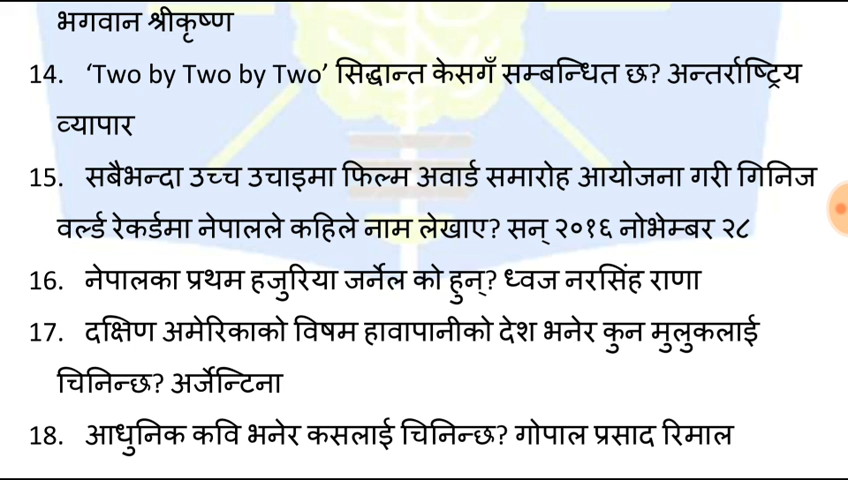 भगवान श्रीकृष्ण
14. ‘Two by Two by Two’ सिद्धान्त केसगँ सम्बन्धित छ? अन्तर्राष्ट्रिय
व्यापार
15. सबैभन्दा उच्च उचाइमा फिल्म अवार्ड समारोह आयोजना गरी गिनिज
वर्ल्ड रेकर्डमा नेपालले कहिले नाम लेखाए? सन् २०१६ नोभेम्बर २८
16. नेपालका प्रथम हजुरिया जर्नेल को हुन्? ध्वज नरसिंह राणा
17. दक्षिण अमेरिकाको विषम हावापानीको देश भनेर कुन मुलुकलाई
चिनिन्छ? अर्जेन्टिना
18. आधुनिक कवि भनेर कसलाई चिनिन्छ? गोपाल प्रसाद रिमाल